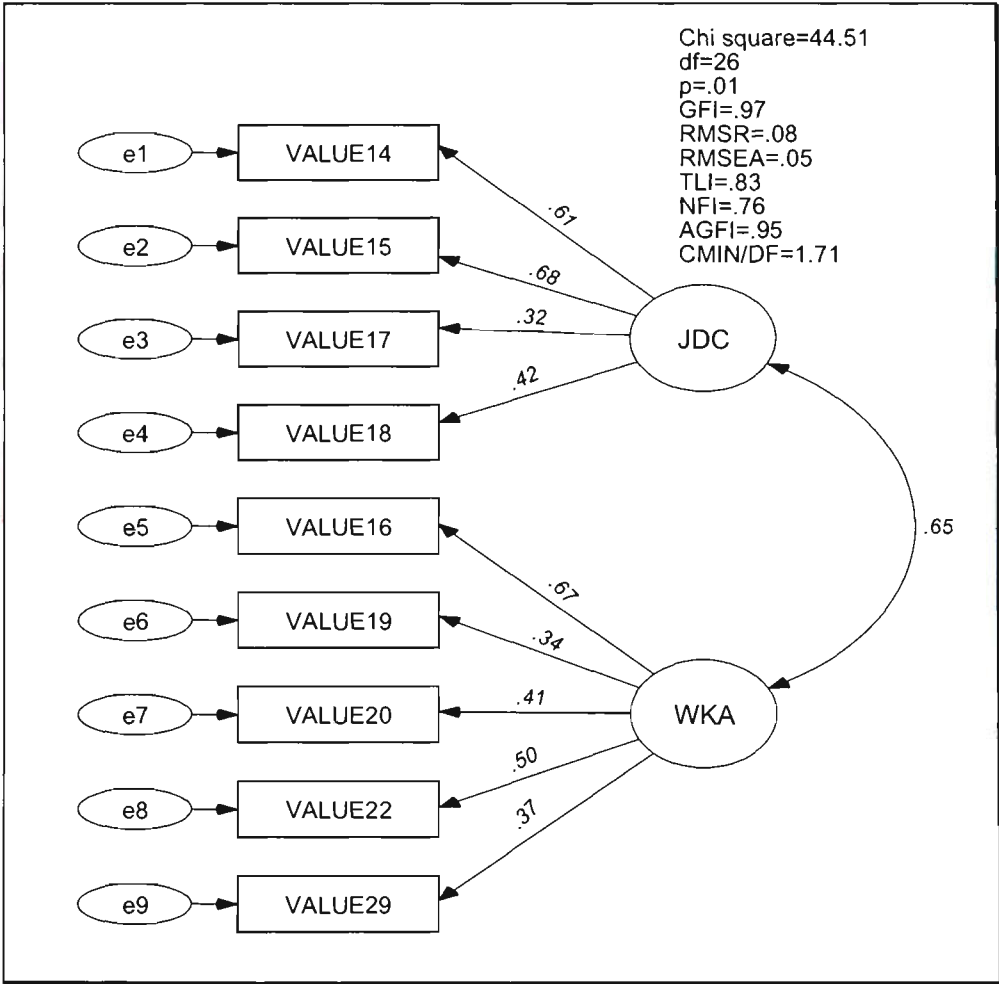 Chi square=44.51
df=26
p=.01
GFI=.97
RMSR=.08
RMSEA=.05
TLI=.83
NFI=.76
AGFI=.95
CMIN/DF=1.71
e1 VALUE14 .61
e2 VALUE15 .68
e3 VALUE17 .32 JDC
e4 VALUE18 .42
e5 VALUE16 .65
.67
e6 VALUE19 .34
e7 VALUE20 .41 WKA
e8 VALUE22 .50
e9 VALUE29 .37